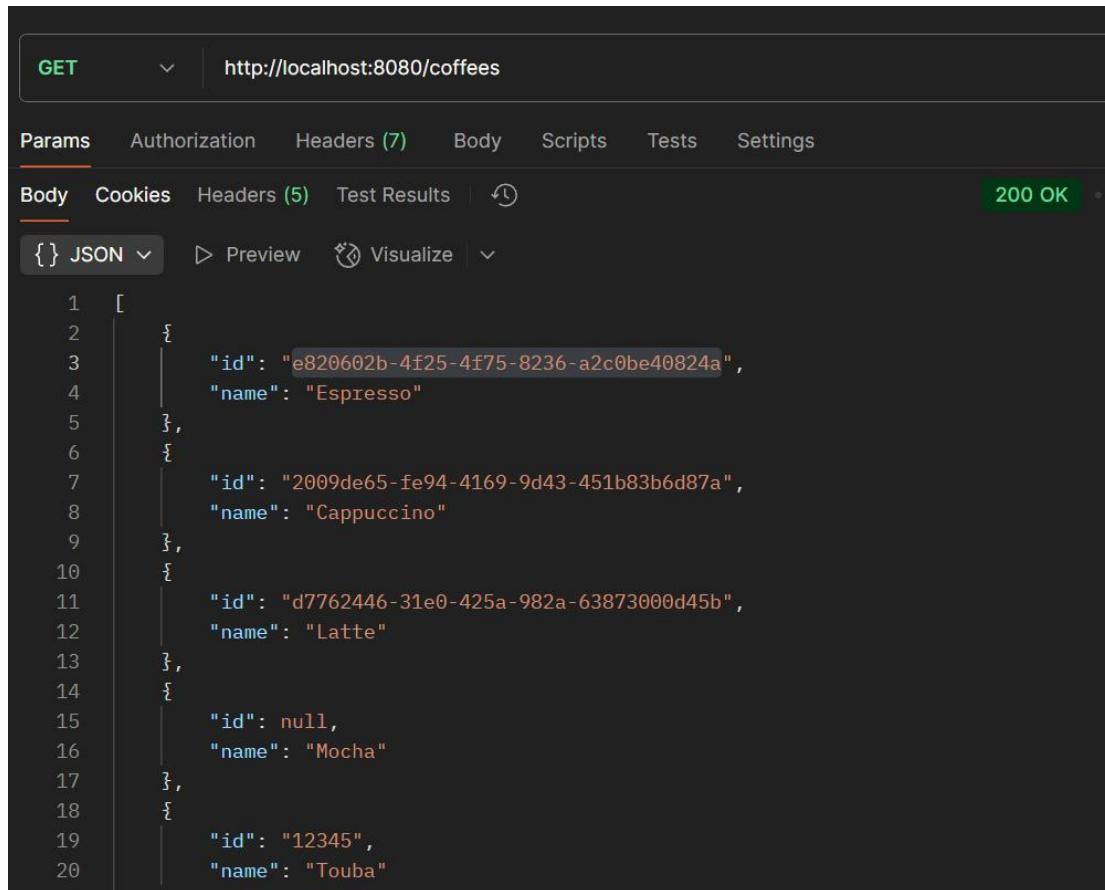 GET http://localhost:8080/coffees
Params Authorization Headers (7) Body Scripts Tests Settings
Body Cookies Headers (5) Test Results 200 OK
{} JSON Preview Visualize
1 [
2 {
3 "id": "e820602b-4f25-4f75-8236-a2c0be40824a",
4 "name": "Espresso"
5 },
6 {
7 "id": "2009de65-fe94-4169-9d43-451b83b6d87a",
8 "name": "Cappuccino"
9 },
10 {
11 "id": "d7762446-31e0-425a-982a-63873000d45b",
12 "name": "Latte"
13 },
14 {
15 "id": null,
16 "name": "Mocha"
17 },
18 {
19 "id": "12345",
20 "name": "Touba"